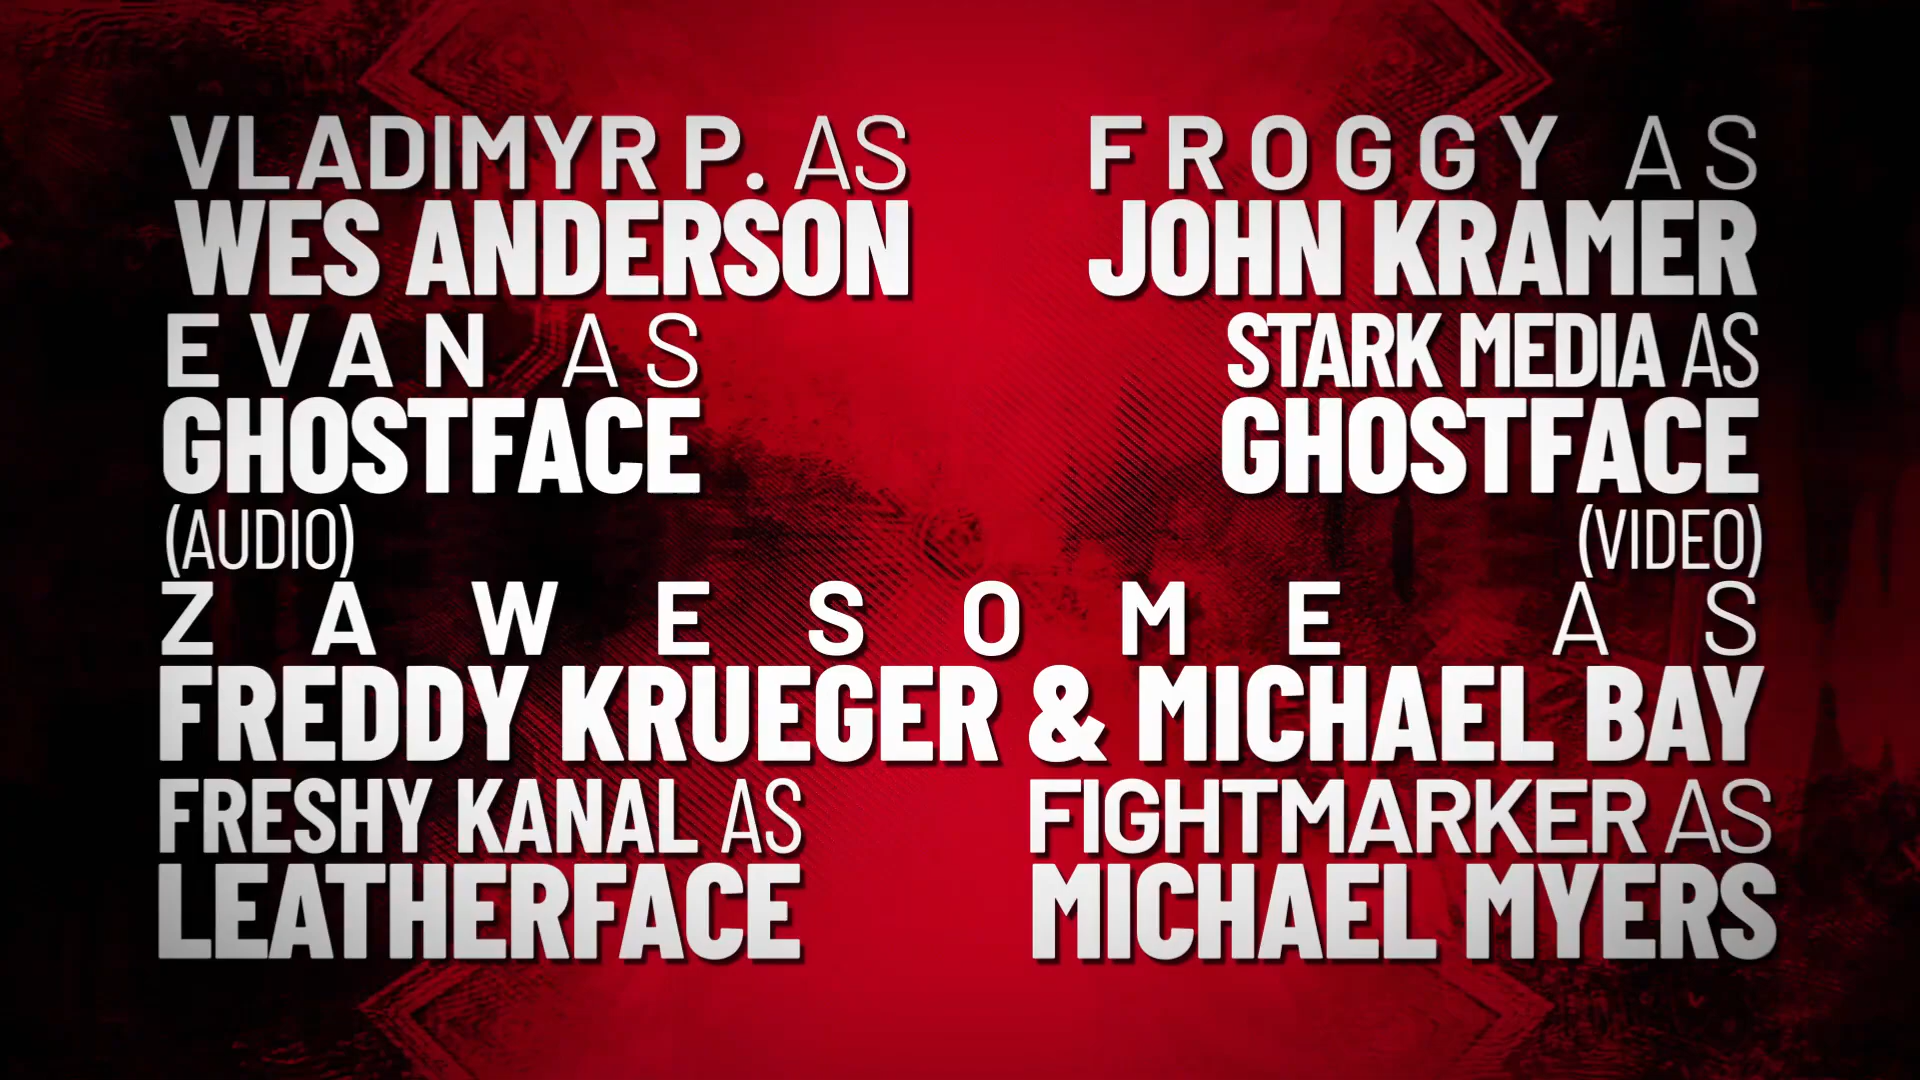 VLADIMYR P. AS
WES ANDERSON
FROGGY AS
JOHN KRAMER
EVAN AS
GHOSTFACE
(AUDIO)
STARK MEDIA AS
GHOSTFACE
(VIDEO)
ZAWESOME AS
FREDDY KRUEGER & MICHAEL BAY
FRESHY KANAL AS
LEATHERFACE
FIGHTMARKER AS
MICHAEL MYERS